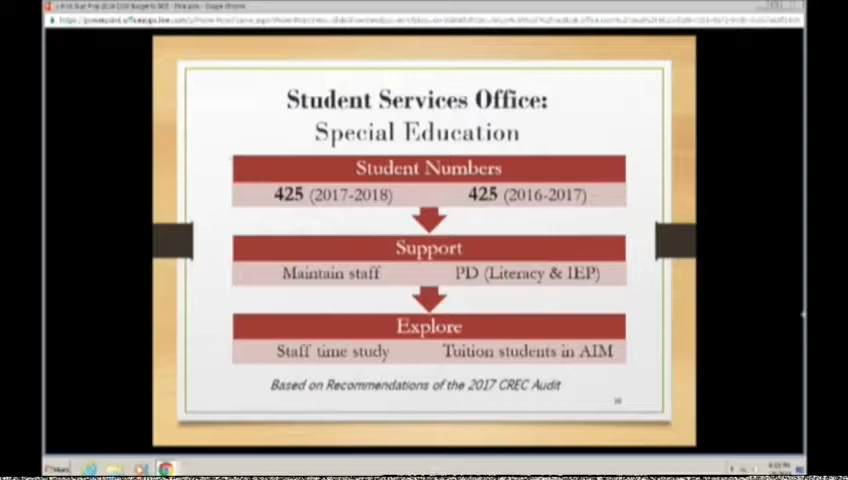 Student Services Office:
Special Education
Student Numbers
425 (2017-2018) 425 (2016-2017)
Support
Maintain staff PD (Literacy & IEP)
Explore
Staff time study Tuition students in AIM
Based on Recommendations of the 2017 CREC Audit